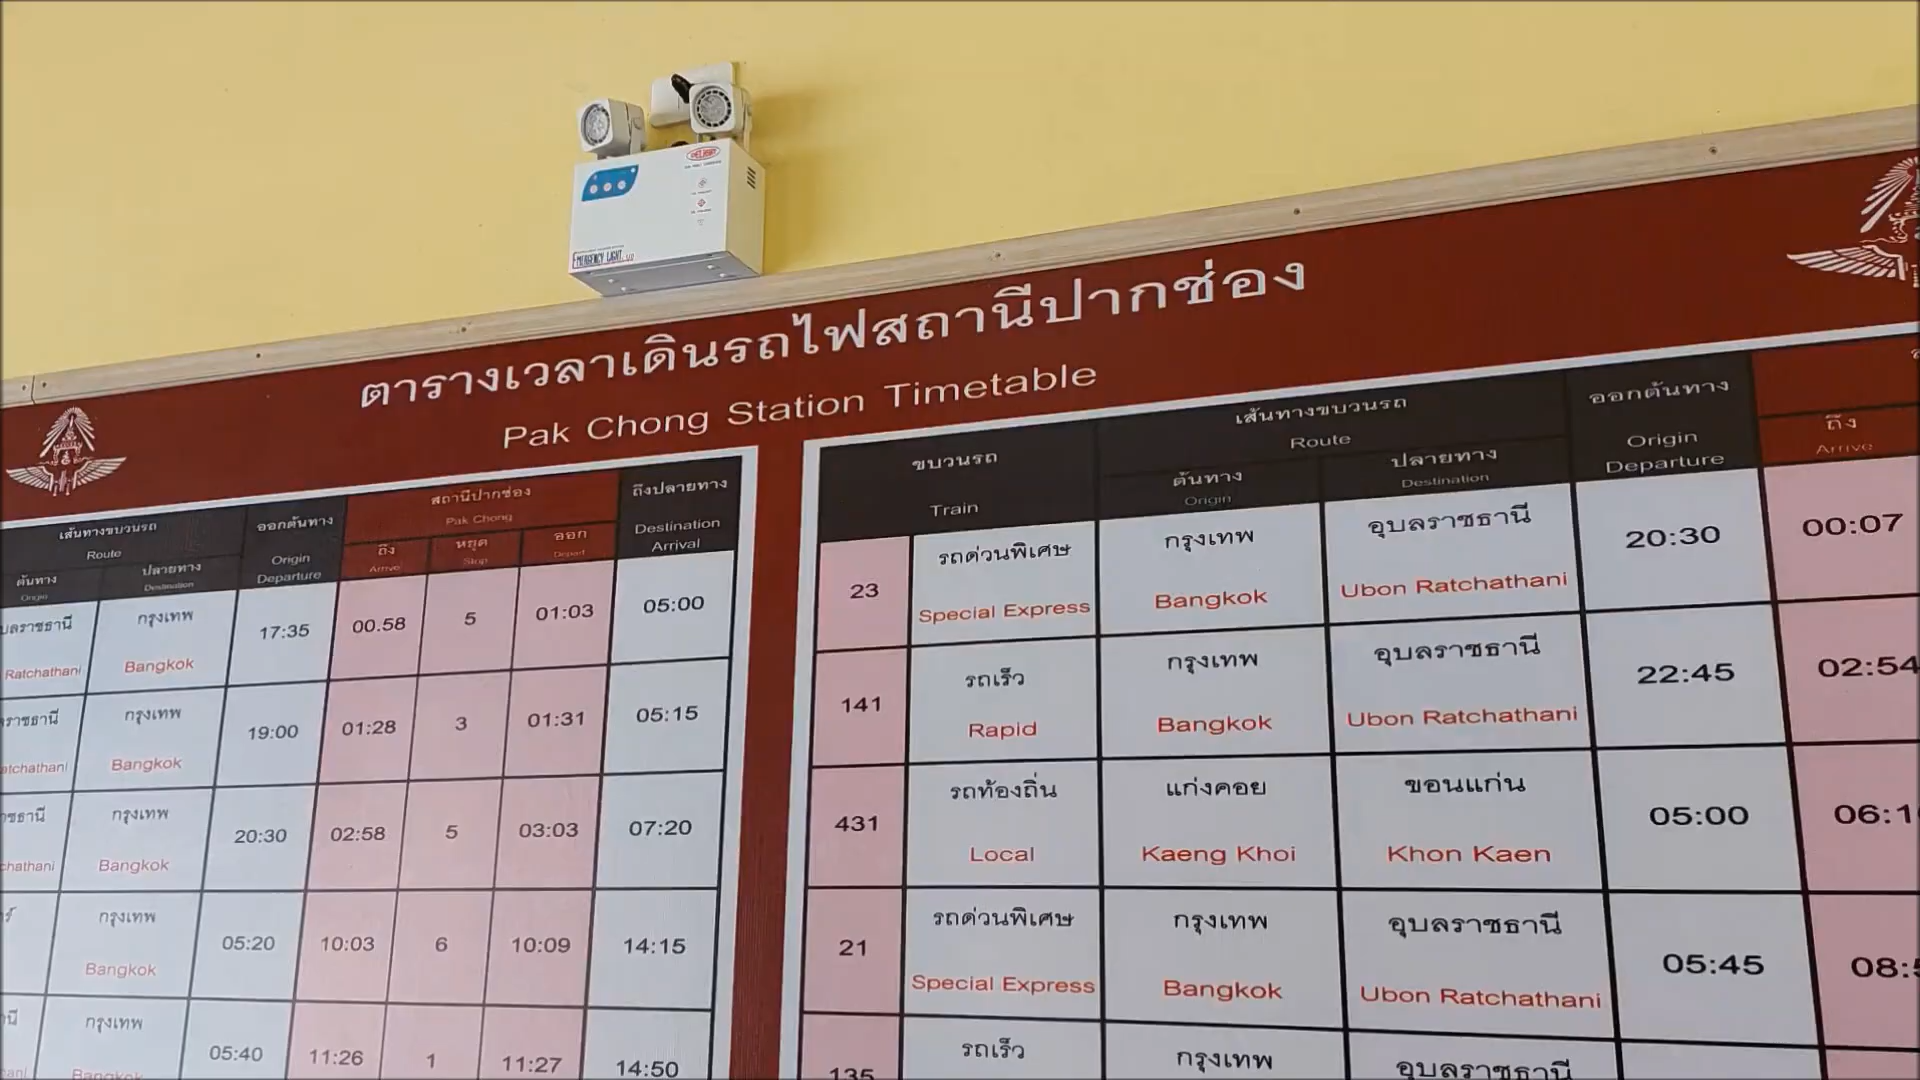 EMERGENCY LIGHT
ตารางเวลาเดินรถไฟสถานีปากช่อง
Pak Chong Station Timetable
เส้นทางขบวนรถ
Route
ต้นทาง
Origin
ปลายทาง
Destination
ออกต้นทาง
Origin
Departure
สถานีปากช่อง
Pak Chong
ถึง
Arrive
หยุด
Stop
ออก
Depart
ถึงปลายทาง
Destination
Arrival
Ratchathani
กรุงเทพ
Bangkok
17:35
00.58
5
01:03
05:00
กรุงเทพ
Bangkok
19:00
01:28
3
01:31
05:15
กรุงเทพ
Bangkok
20:30
02:58
5
03:03
07:20
กรุงเทพ
Bangkok
05:20
10:03
6
10:09
14:15
กรุงเทพ
Bangkok
05:40
11:26
1
11:27
14:50
ขบวนรถ
Train
เส้นทางขบวนรถ
Route
ต้นทาง
Origin
ปลายทาง
Destination
ออกต้นทาง
Origin
Departure
ถึง
Arrive
23
รถด่วนพิเศษ
Special Express
กรุงเทพ
Bangkok
อุบลราชธานี
Ubon Ratchathani
20:30
00:07
141
รถเร็ว
Rapid
กรุงเทพ
Bangkok
อุบลราชธานี
Ubon Ratchathani
22:45
02:54
431
รถท้องถิ่น
Local
แก่งคอย
Kaeng Khoi
ขอนแก่น
Khon Kaen
05:00
06:1
21
รถด่วนพิเศษ
Special Express
กรุงเทพ
Bangkok
อุบลราชธานี
Ubon Ratchathani
05:45
08:
135
รถเร็ว
กรุงเทพ
อุบลราชธานี